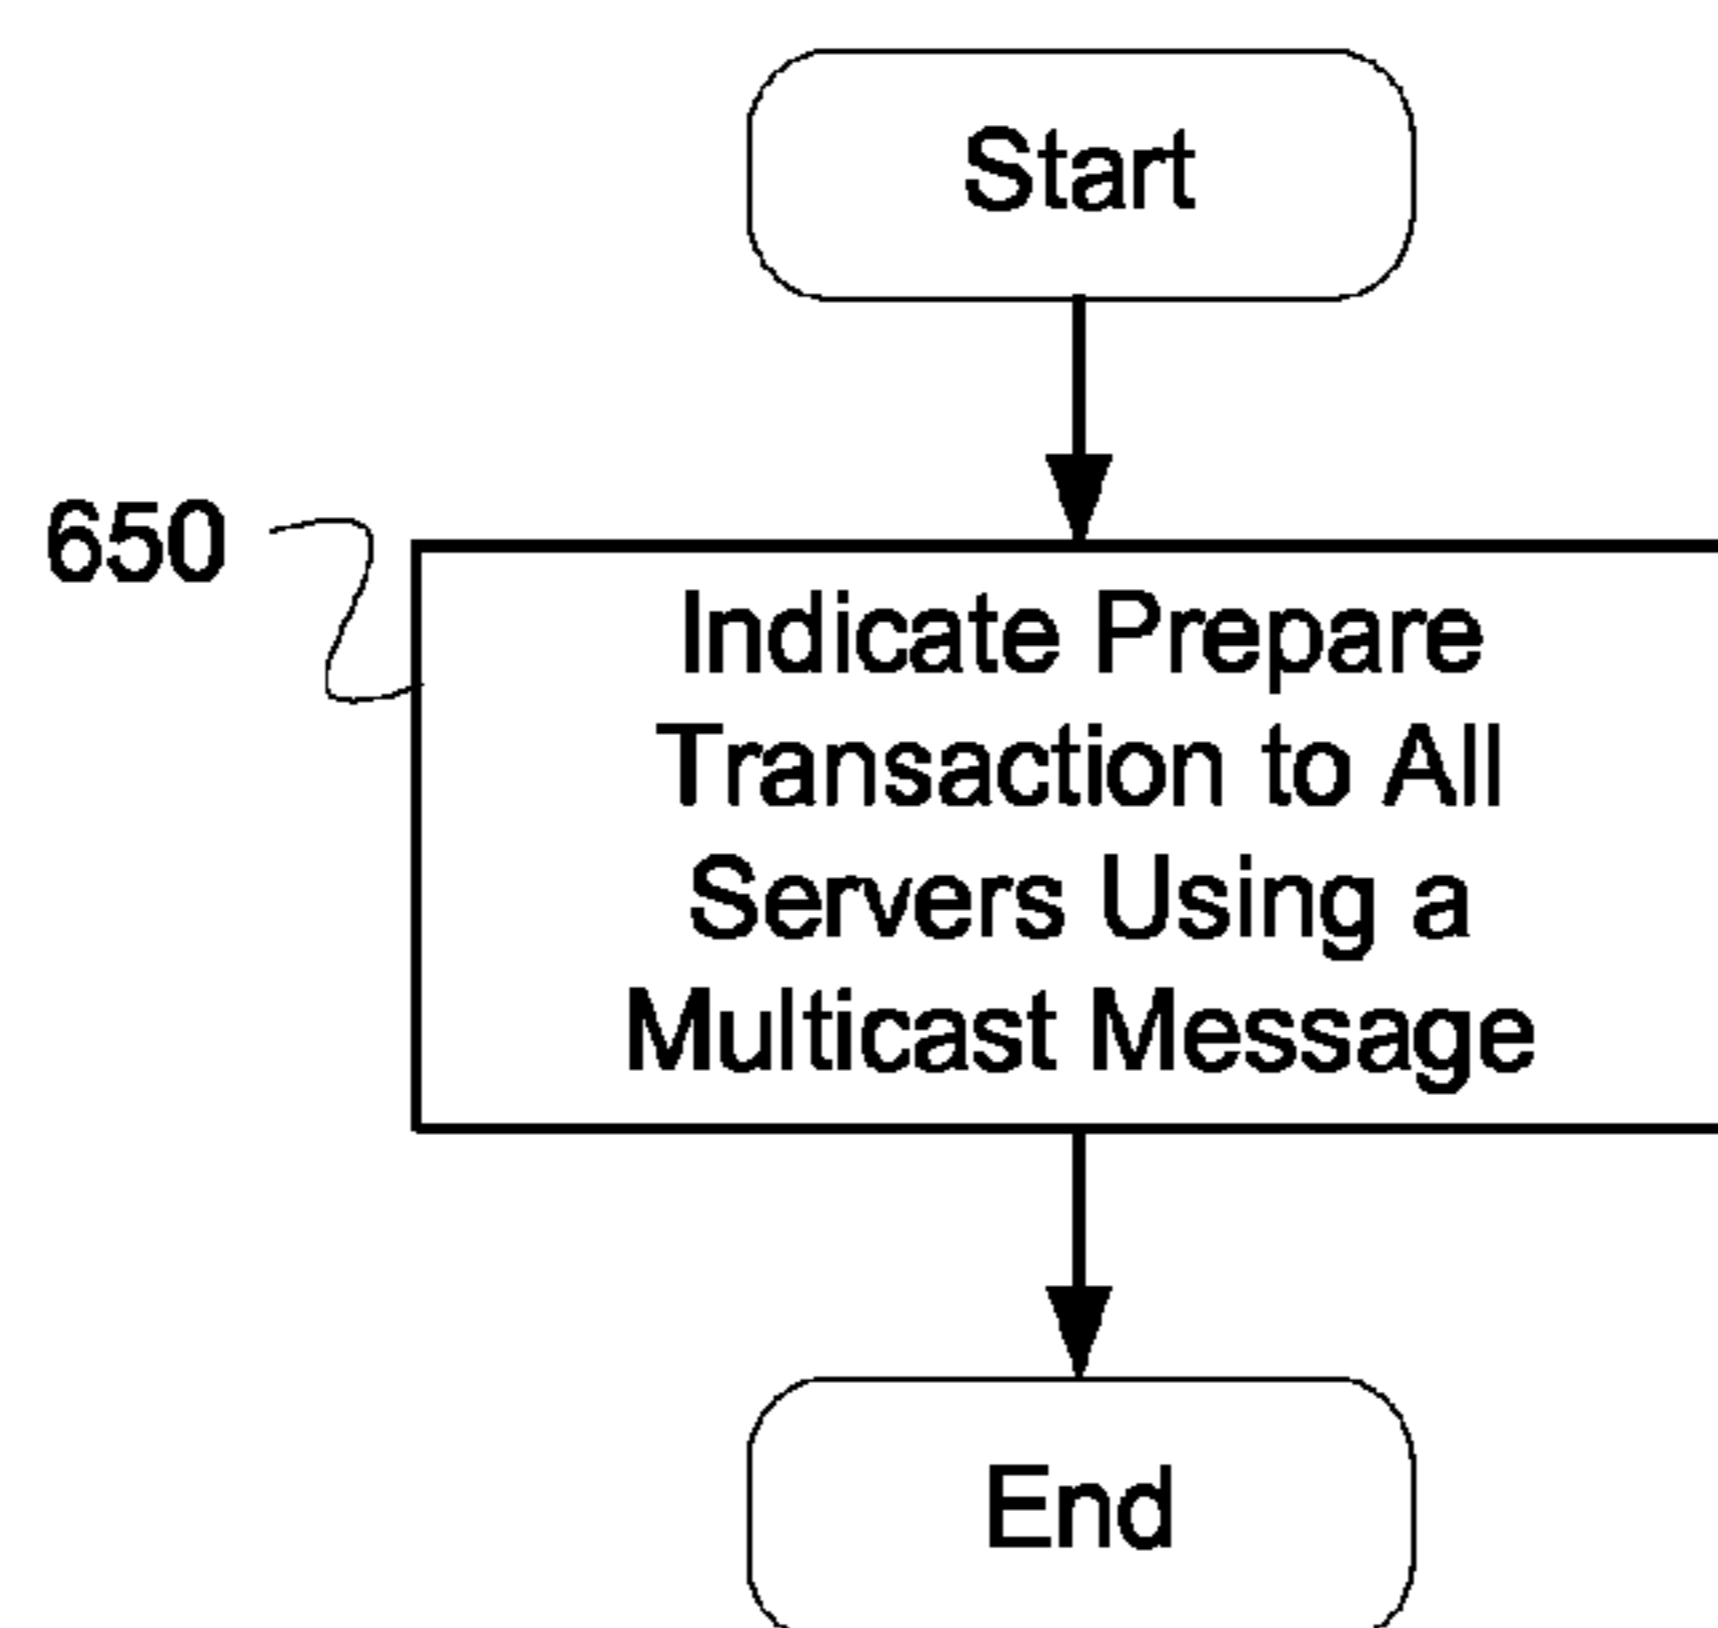 Start
650
Indicate Prepare
Transaction to All
Servers Using a
Multicast Message
End